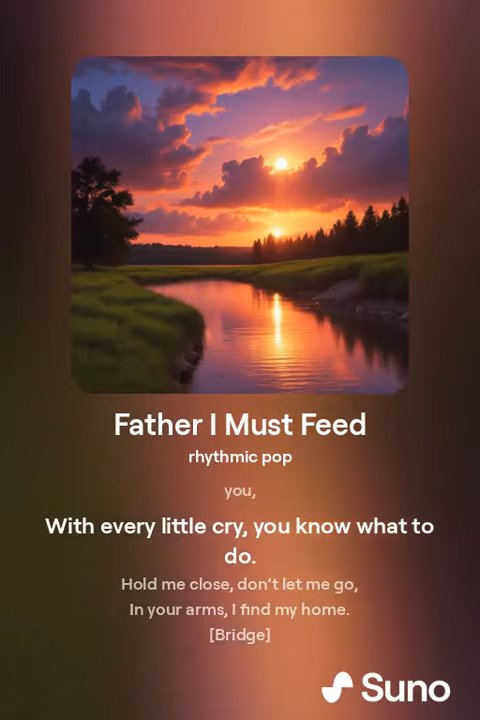 Father I Must Feed
rhythmic pop
you,
With every little cry, you know what to
do.
Hold me close, don’t let me go,
In your arms, I find my home.
[Bridge]
Suno